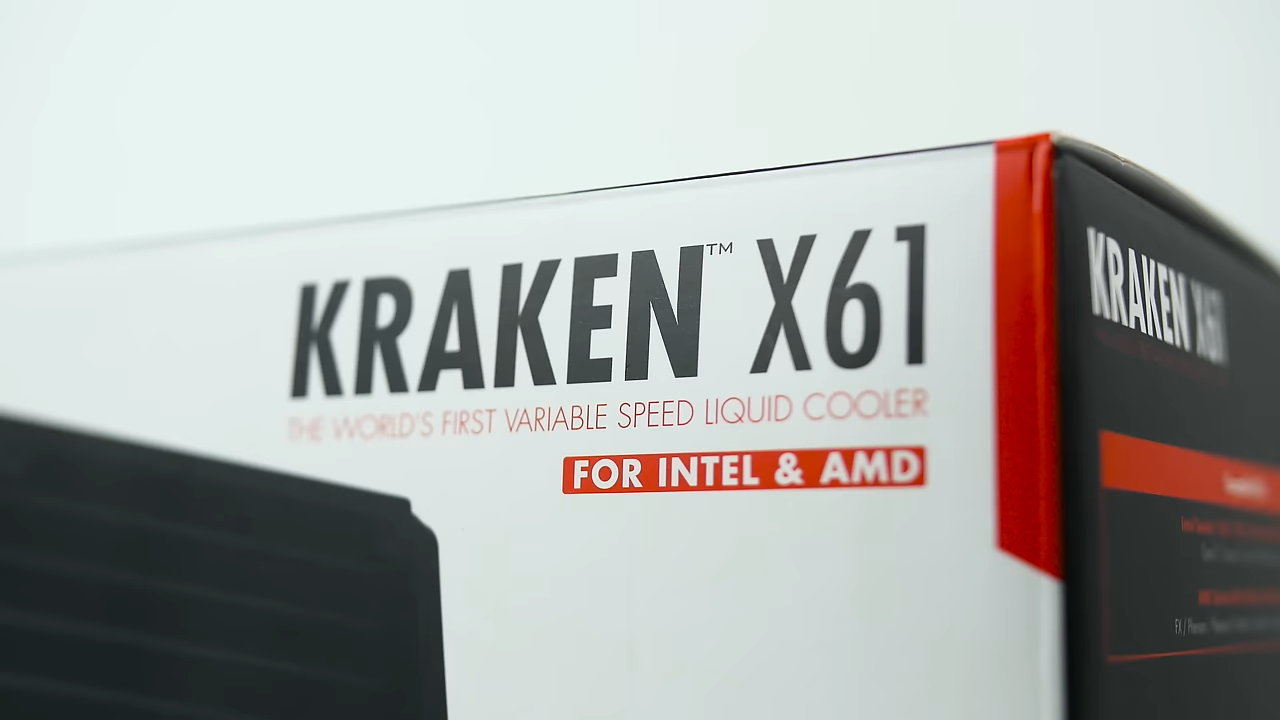 KRAKEN™ X61
THE WORLD'S FIRST VARIABLE SPEED LIQUID COOLER
FOR INTEL & AMD
KRAKEN X61